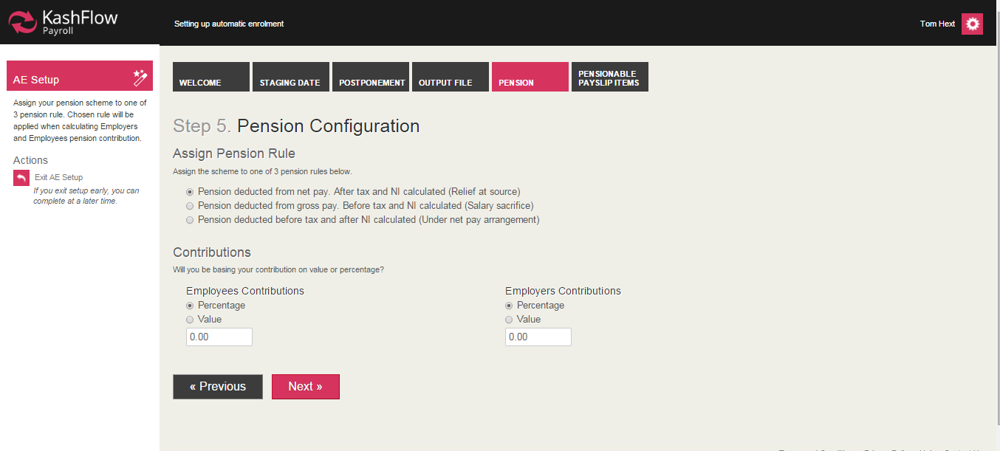 KashFlow
Payroll
Setting up automatic enrolment
Tom Hext
AE Setup
Assign your pension scheme to one of
3 pension rule. Chosen rule will be
applied when calculating Employers
and Employees pension contribution.
Actions
Exit AE Setup
If you exit setup early, you can
complete at a later time.
WELCOME
STAGING DATE
POSTPONEMENT
OUTPUT FILE
PENSION
PENSIONABLE
PAYSLIP ITEMS
Step 5. Pension Configuration
Assign Pension Rule
Assign the scheme to one of 3 pension rules below.
Pension deducted from net pay. After tax and NI calculated (Relief at source)
Pension deducted from gross pay. Before tax and NI calculated (Salary sacrifice)
Pension deducted before tax and after NI calculated (Under net pay arrangement)
Contributions
Will you be basing your contribution on value or percentage?
Employees Contributions
Percentage
Value
0.00
Employers Contributions
Percentage
Value
0.00
« Previous
Next »